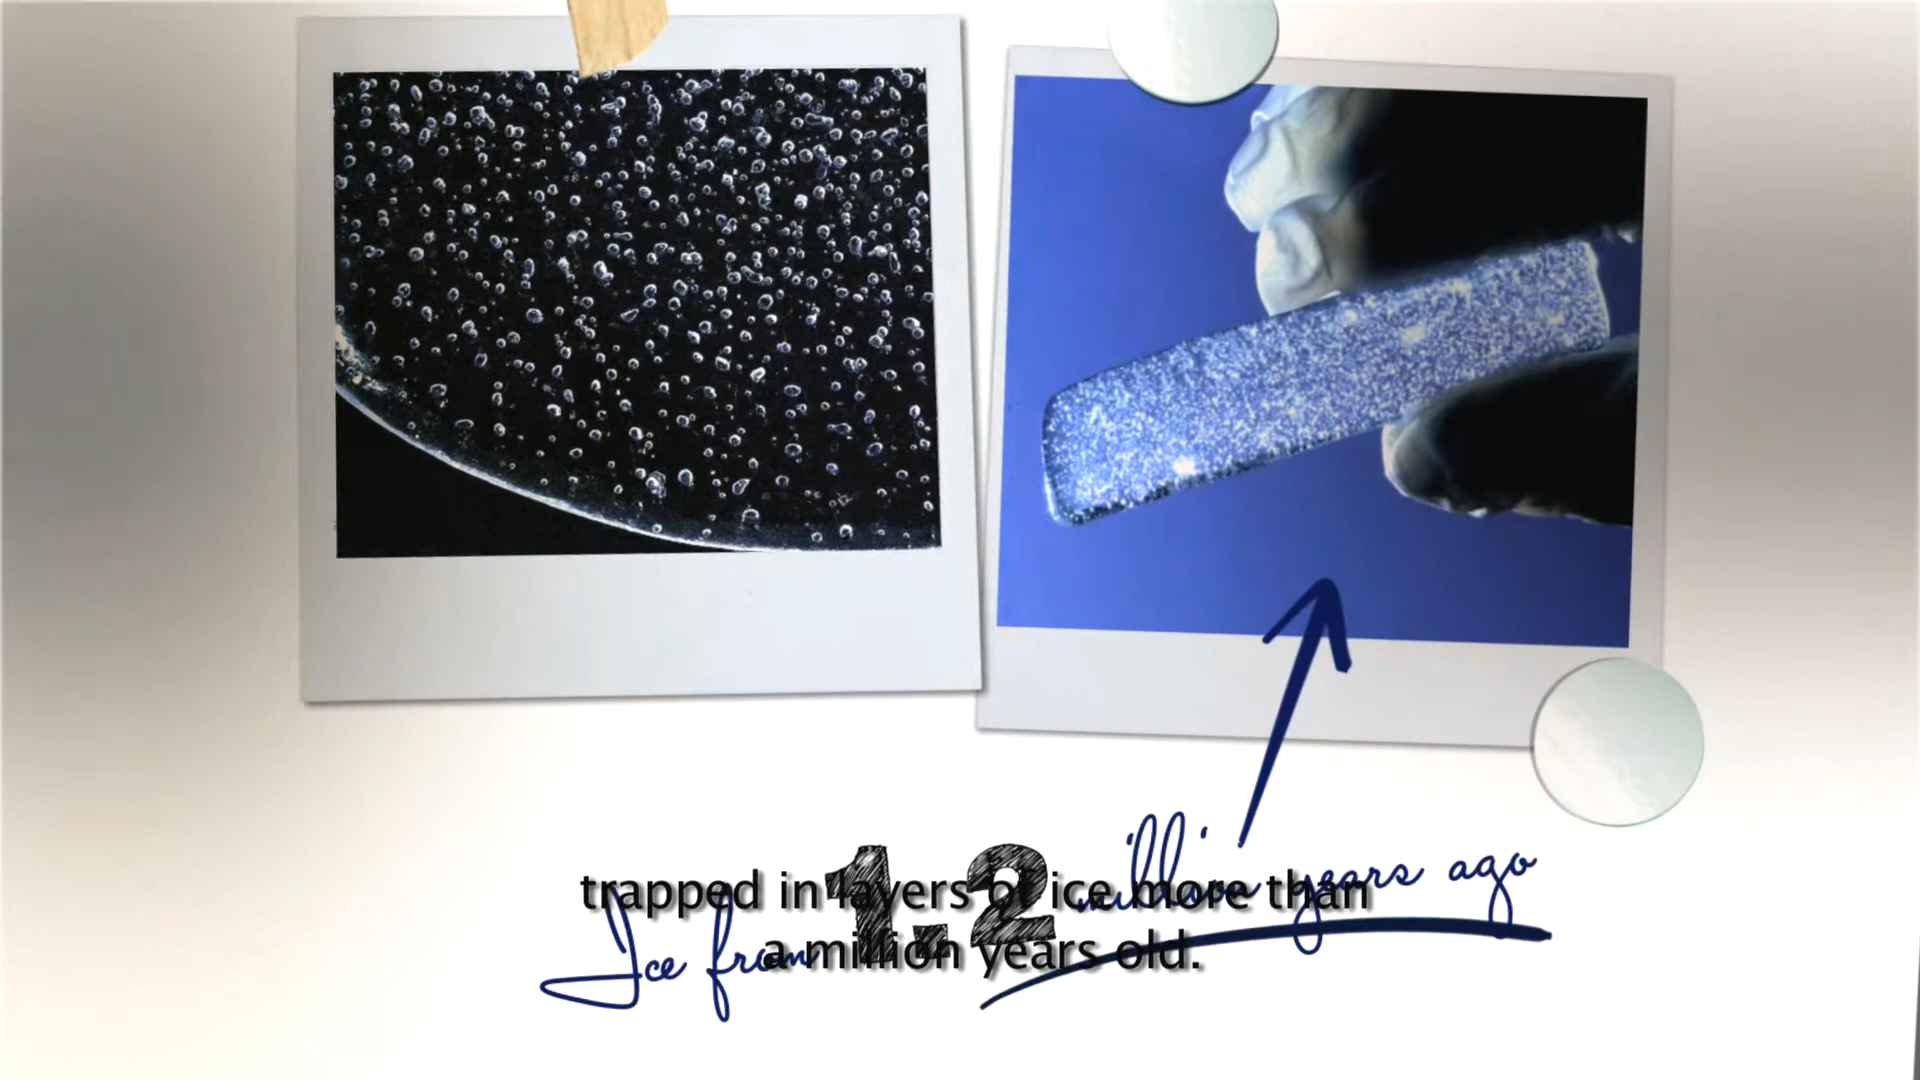 Ice from 1.2 million years ago
trapped in layers of ice more than
a million years old.